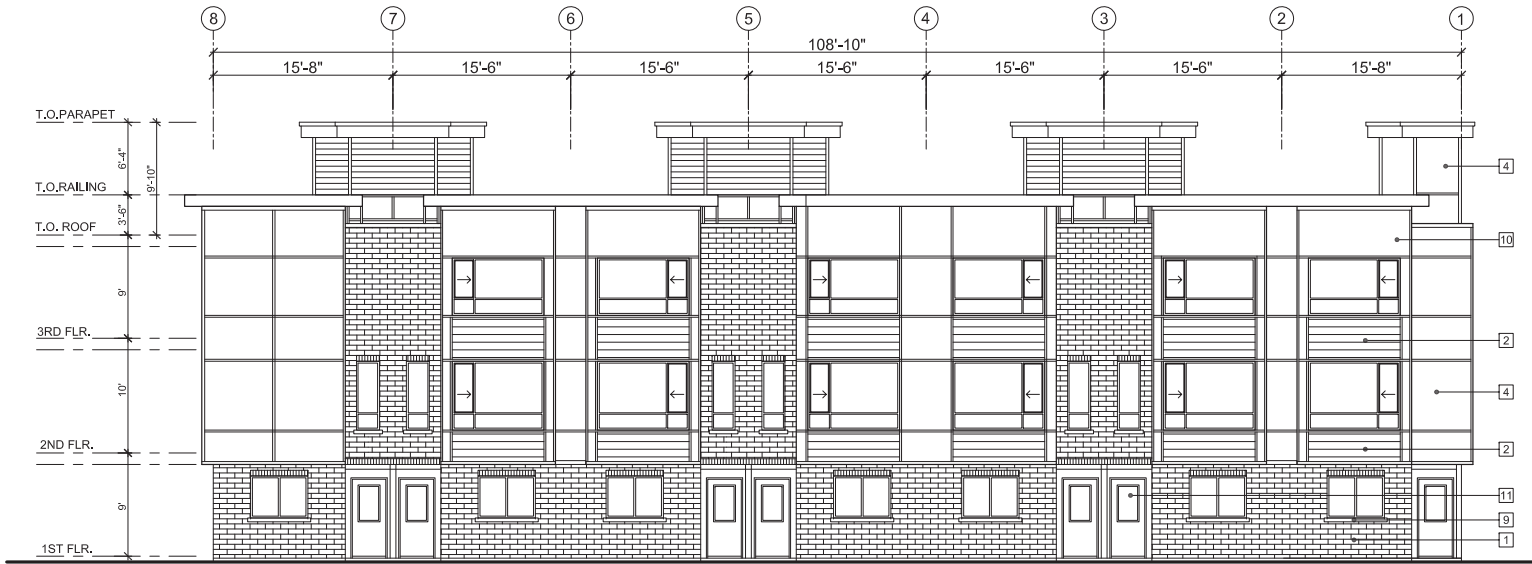 8 7 6 5 4 3 2 1
108'-10"
15'-8" 15'-6" 15'-6" 15'-6" 15'-6" 15'-6" 15'-8"
T.O.PARAPET
6'-4"
9'-10"
4
T.O.RAILING
3'-6"
T.O. ROOF
10
9'
3RD FLR.
2
10'
4
2ND FLR.
2
9'
11
9
1
1ST FLR.